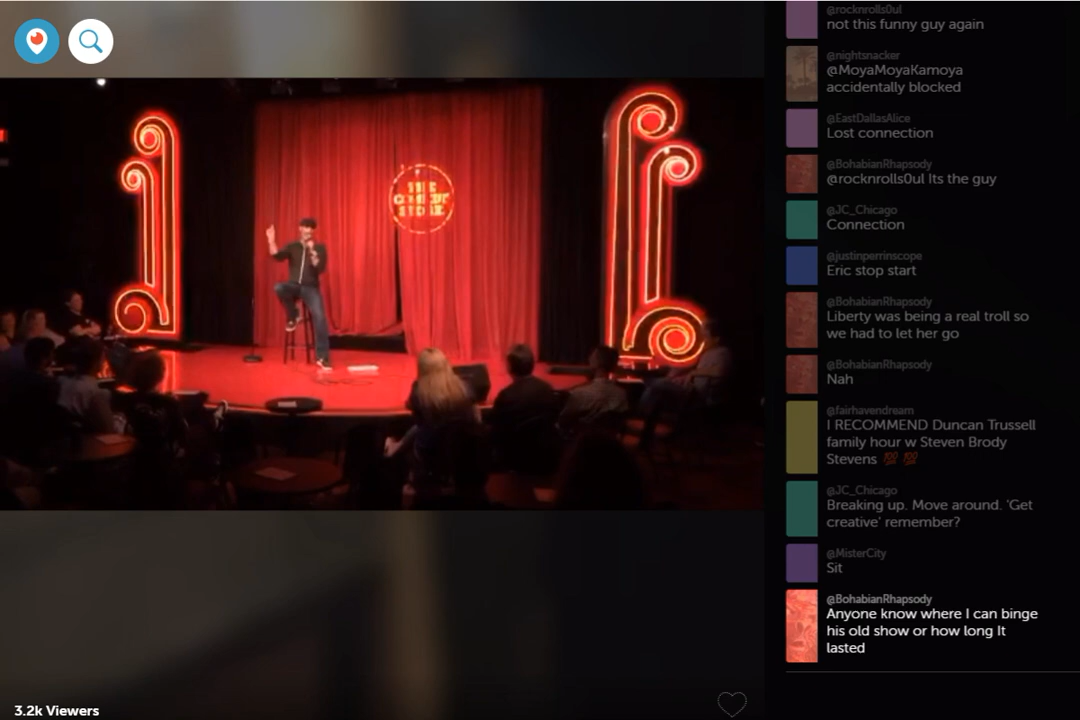 THE
COMEDY
STORE
3.2k Viewers
@rocknrolls0ul
not this funny guy again
@nightsnacker
@MoyaMoyaKamoya
accidentally blocked
@EastDallasAlice
Lost connection
@BohabianRhapsody
@rocknrolls0ul Its the guy
@JC_Chicago
Connection
@justinperrinscope
Eric stop start
@BohabianRhapsody
Liberty was being a real troll so
we had to let her go
@BohabianRhapsody
Nah
@fairhavendream
I RECOMMEND Duncan Trussell
family hour w Steven Brody
Stevens 💯 💯
@JC_Chicago
Breaking up. Move around. 'Get
creative' remember?
@MisterCity
Sit
@BohabianRhapsody
Anyone know where I can binge
his old show or how long It
lasted